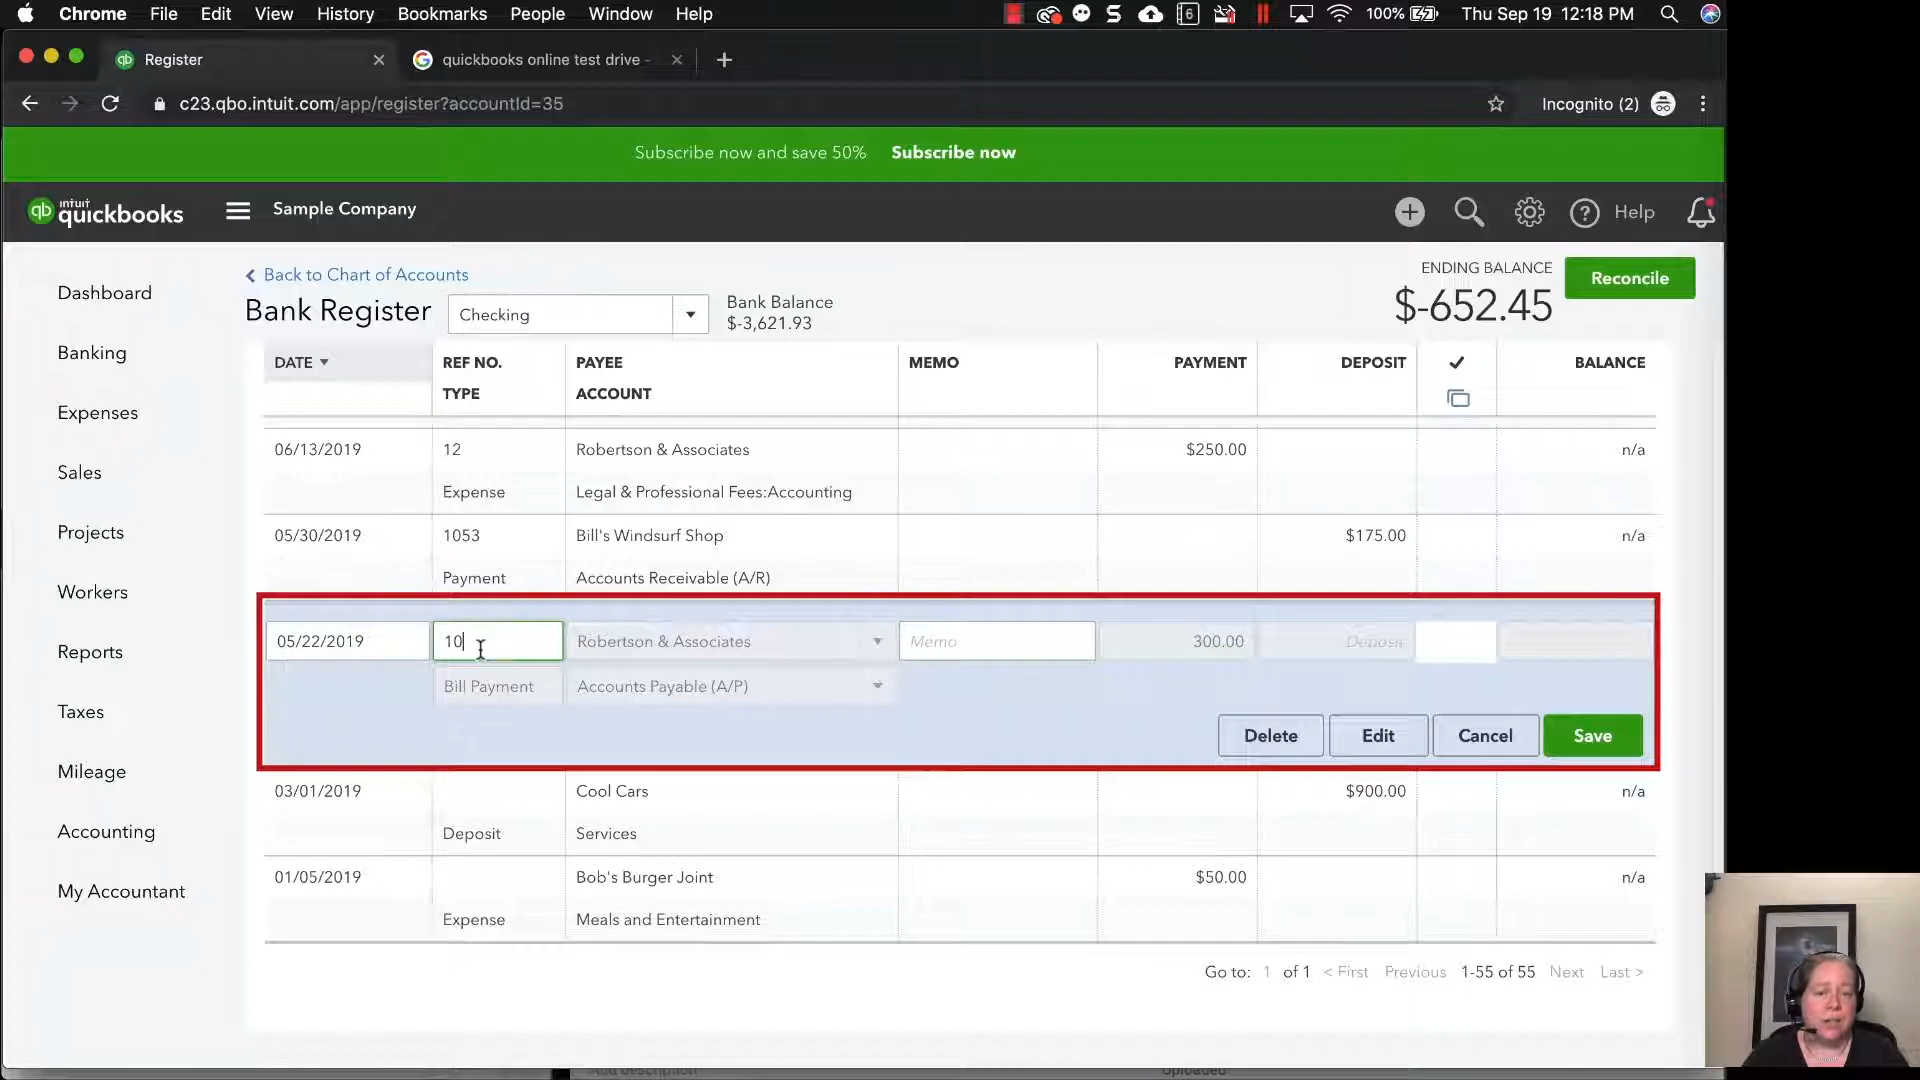 Chrome File Edit View History Bookmarks People Window Help 6 100% Thu Sep 19 12:18 PM
qb Register quickbooks online test drive -
c23.qbo.intuit.com/app/register?accountId=35 Incognito (2)
Subscribe now and save 50% Subscribe now
qb intuit quickbooks Sample Company Help
Dashboard
Banking
Expenses
Sales
Projects
Workers
Reports
Taxes
Mileage
Accounting
My Accountant
Back to Chart of Accounts
Bank Register Checking
Bank Balance
$-3,621.93
ENDING BALANCE
$-652.45
Reconcile
DATE REF NO. PAYEE MEMO PAYMENT DEPOSIT BALANCE
TYPE ACCOUNT
06/13/2019 12 Robertson & Associates $250.00 n/a
Expense Legal & Professional Fees:Accounting
05/30/2019 1053 Bill's Windsurf Shop $175.00 n/a
Payment Accounts Receivable (A/R)
05/22/2019 10 Robertson & Associates Memo 300.00 Deposit
Bill Payment Accounts Payable (A/P)
Delete Edit Cancel Save
03/01/2019 Cool Cars $900.00 n/a
Deposit Services
01/05/2019 Bob's Burger Joint $50.00 n/a
Expense Meals and Entertainment
Go to: 1 of 1 < First Previous 1-55 of 55 Next Last >